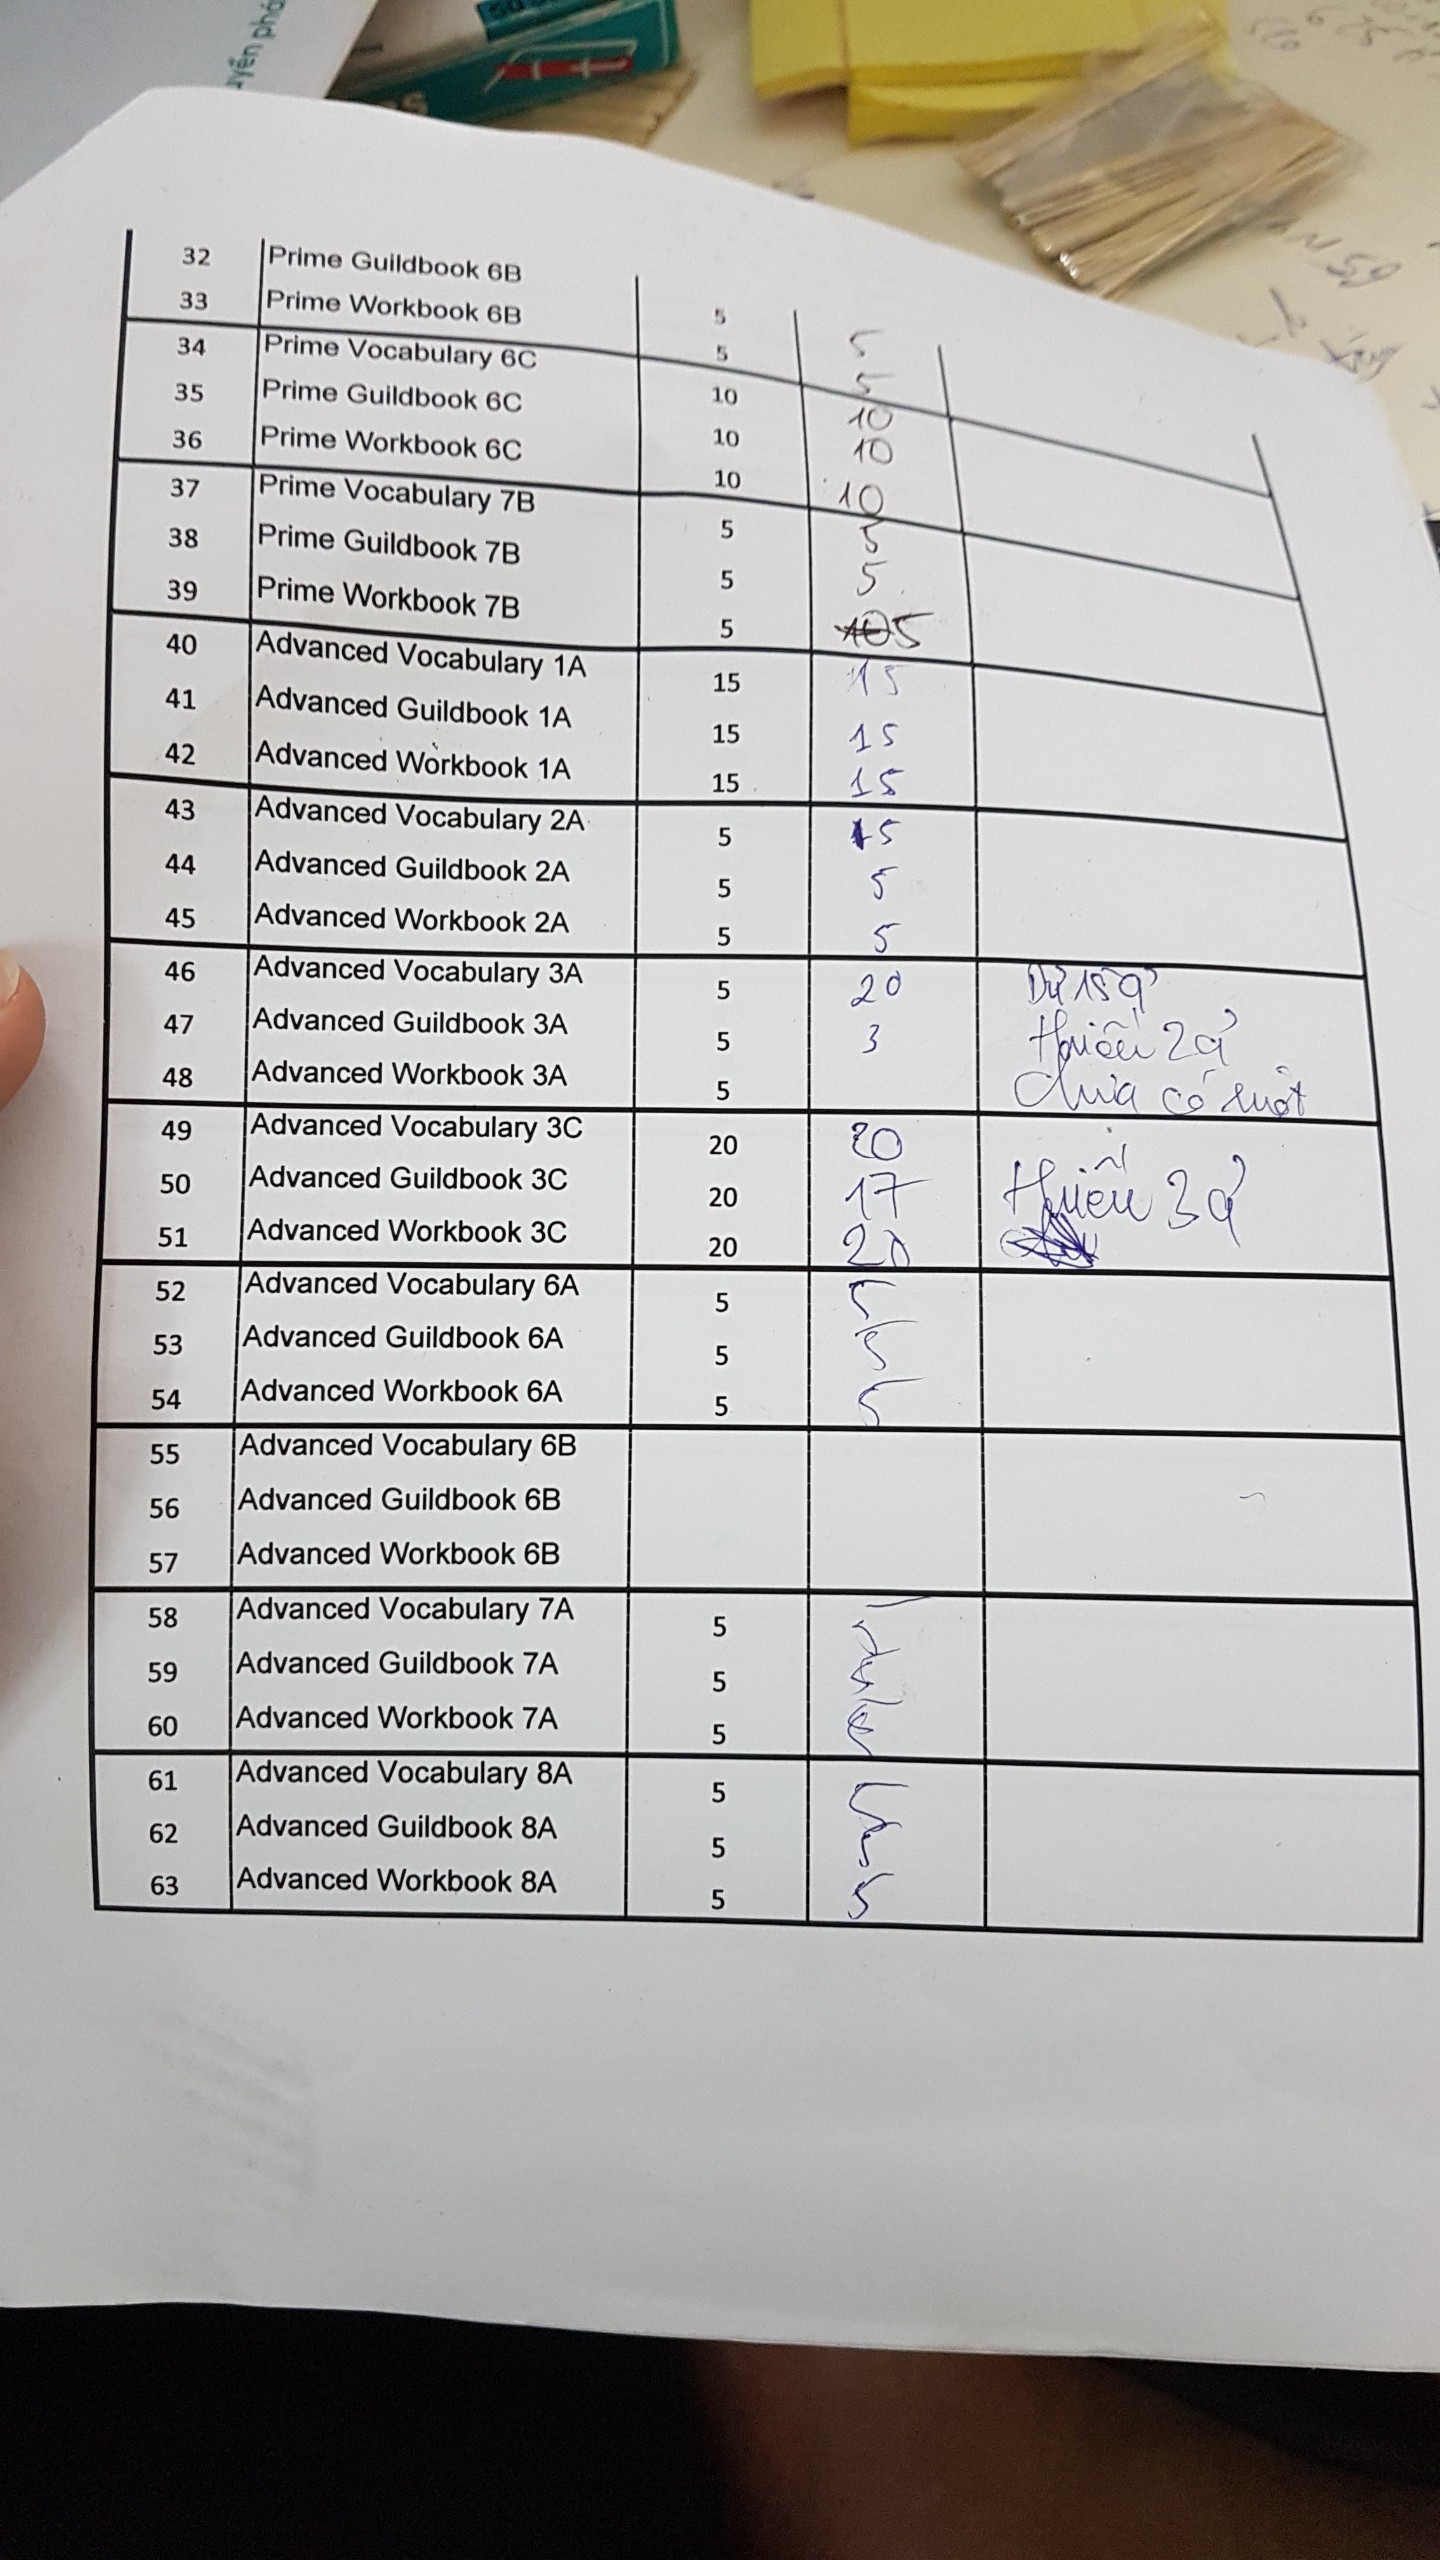 uyến phá
50
32 Prime Guildbook 6B 5 5
33 Prime Workbook 6B 5 5
34 Prime Vocabulary 6C 10 10
35 Prime Guildbook 6C 10 10
36 Prime Workbook 6C 10 10
37 Prime Vocabulary 7B 5 5
38 Prime Guildbook 7B 5 5
39 Prime Workbook 7B 5 5
40 Advanced Vocabulary 1A 15 15
41 Advanced Guildbook 1A 15 15
42 Advanced Workbook 1A 15 15
43 Advanced Vocabulary 2A 5 5
44 Advanced Guildbook 2A 5 5
45 Advanced Workbook 2A 5 5
46 Advanced Vocabulary 3A 5 20 Dư 15q'
47 Advanced Guildbook 3A 5 3 Thiếu 2q'
48 Advanced Workbook 3A 5 Chưa có ruột
49 Advanced Vocabulary 3C 20 20
50 Advanced Guildbook 3C 20 17 Thiếu 3q'
51 Advanced Workbook 3C 20 20
52 Advanced Vocabulary 6A 5 5
53 Advanced Guildbook 6A 5 5
54 Advanced Workbook 6A 5 5
55 Advanced Vocabulary 6B
56 Advanced Guildbook 6B
57 Advanced Workbook 6B
58 Advanced Vocabulary 7A 5 5
59 Advanced Guildbook 7A 5 5
60 Advanced Workbook 7A 5 5
61 Advanced Vocabulary 8A 5 5
62 Advanced Guildbook 8A 5 5
63 Advanced Workbook 8A 5 5